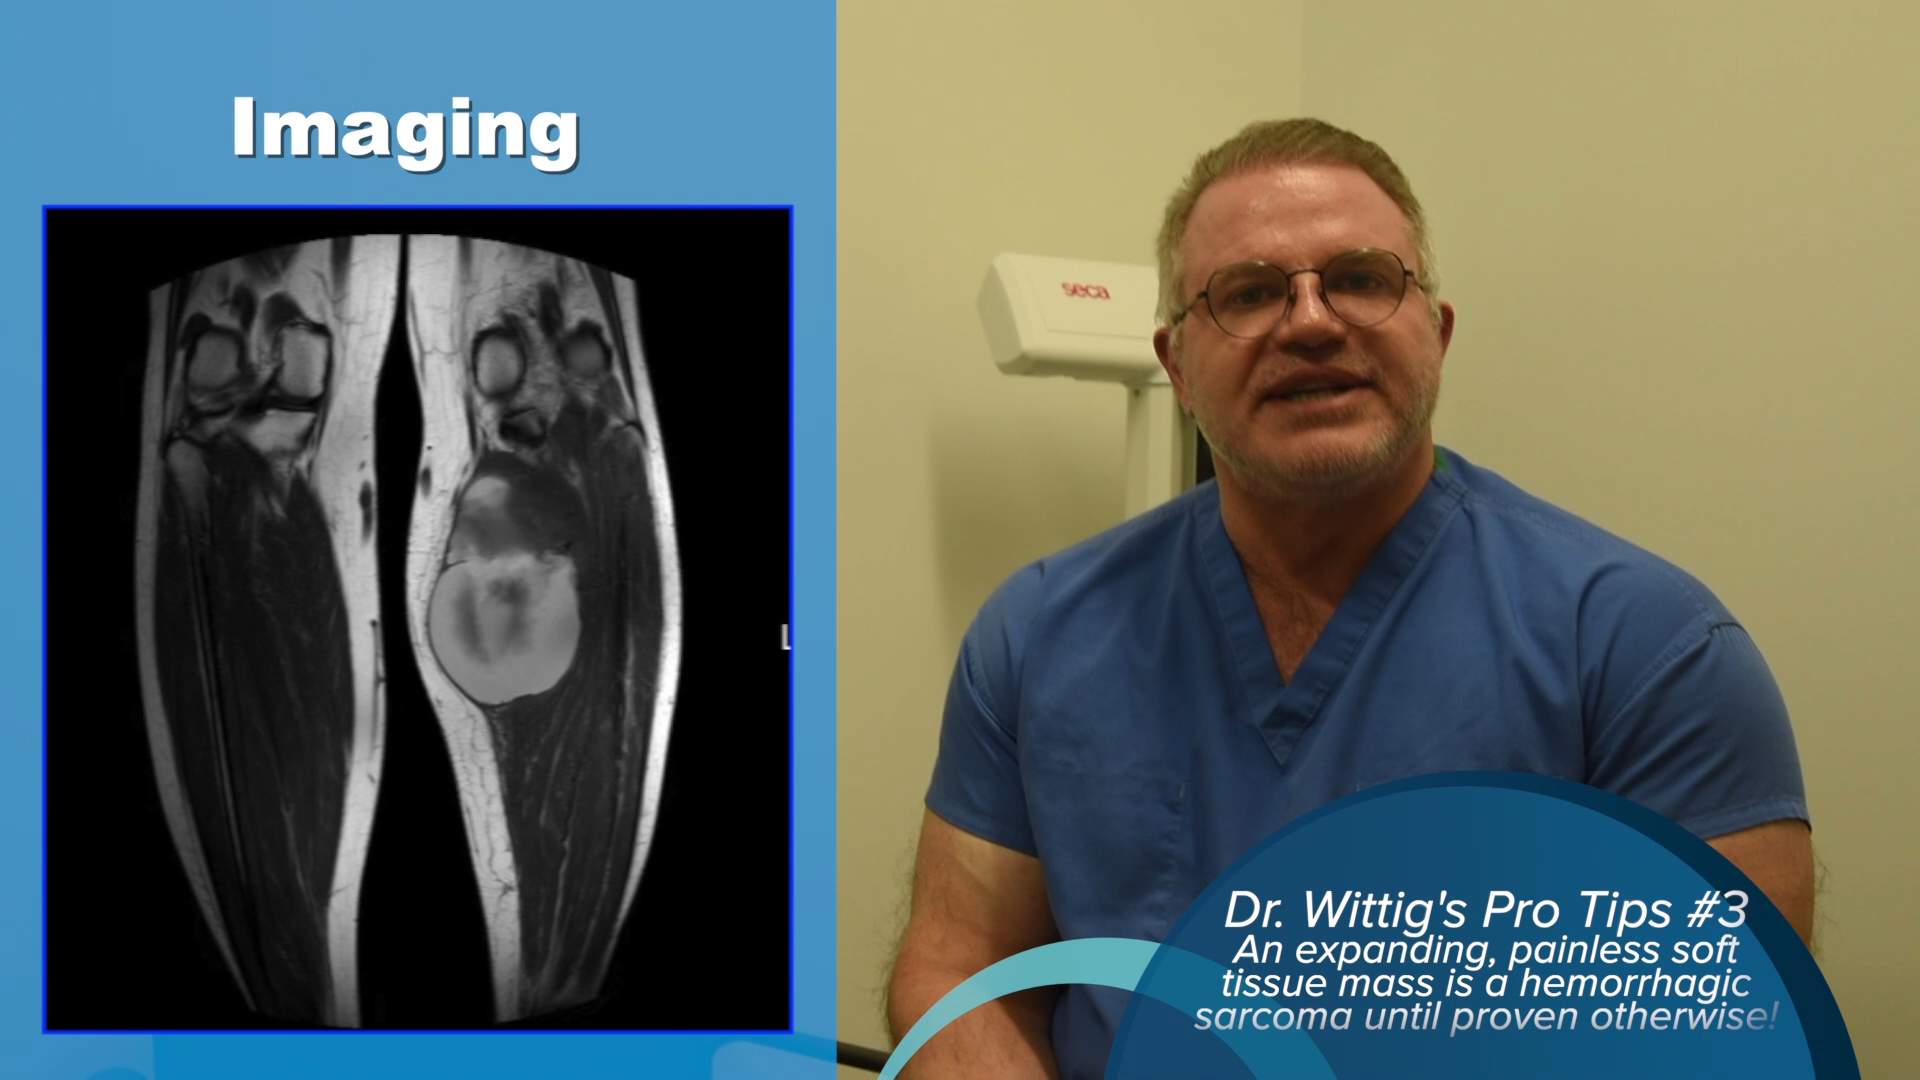 Imaging
L
seca
Dr. Wittig's Pro Tips #3
An expanding, painless soft
tissue mass is a hemorrhagic
sarcoma until proven otherwise!